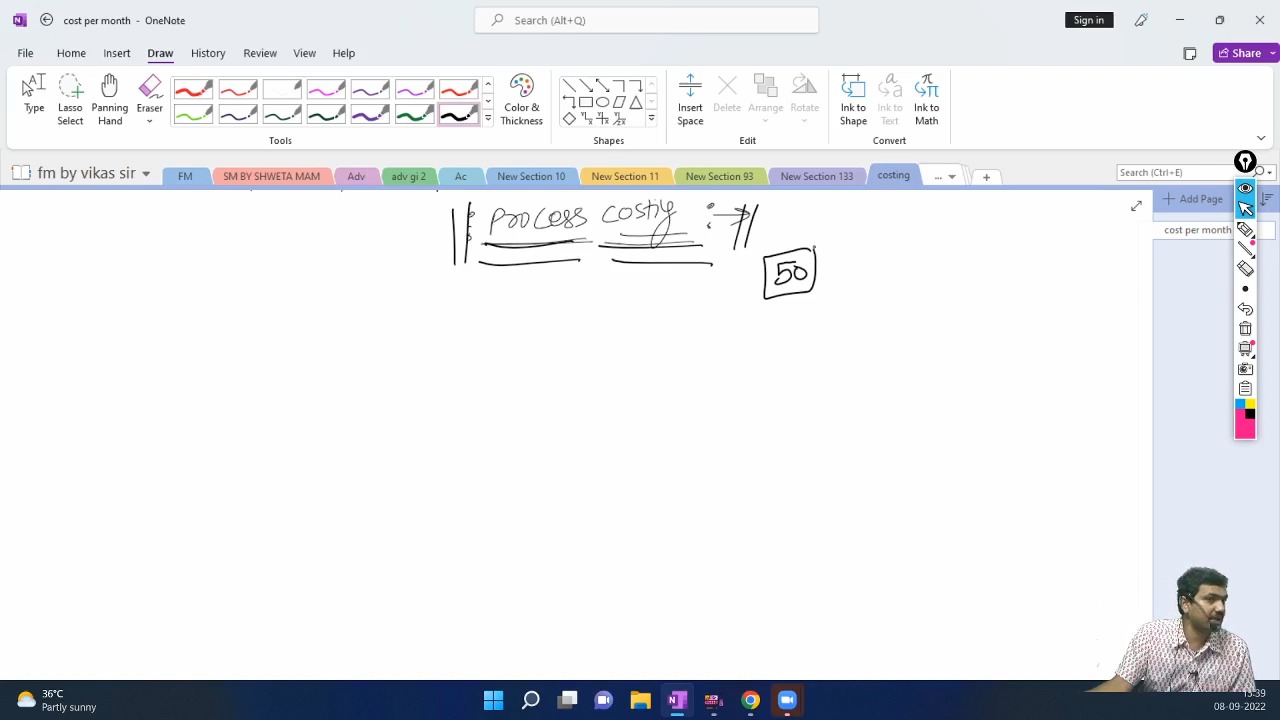 cost per month - OneNote
Search (Alt+Q)
Sign in
File Home Insert Draw History Review View Help
Share
Type
Lasso Select
Panning Hand
Eraser
Color & Thickness
Insert Space
Delete
Arrange
Rotate
Ink to Shape
Ink to Text
Ink to Math
Tools Shapes Edit Convert
fm by vikas sir
FM SM BY SHWETA MAM Adv adv gi 2 Ac New Section 10 New Section 11 New Section 93 New Section 133 costing ...
Search (Ctrl+E)
Add Page
cost per month
process costing :
50
36°C
Partly sunny
15:39
08-09-2022